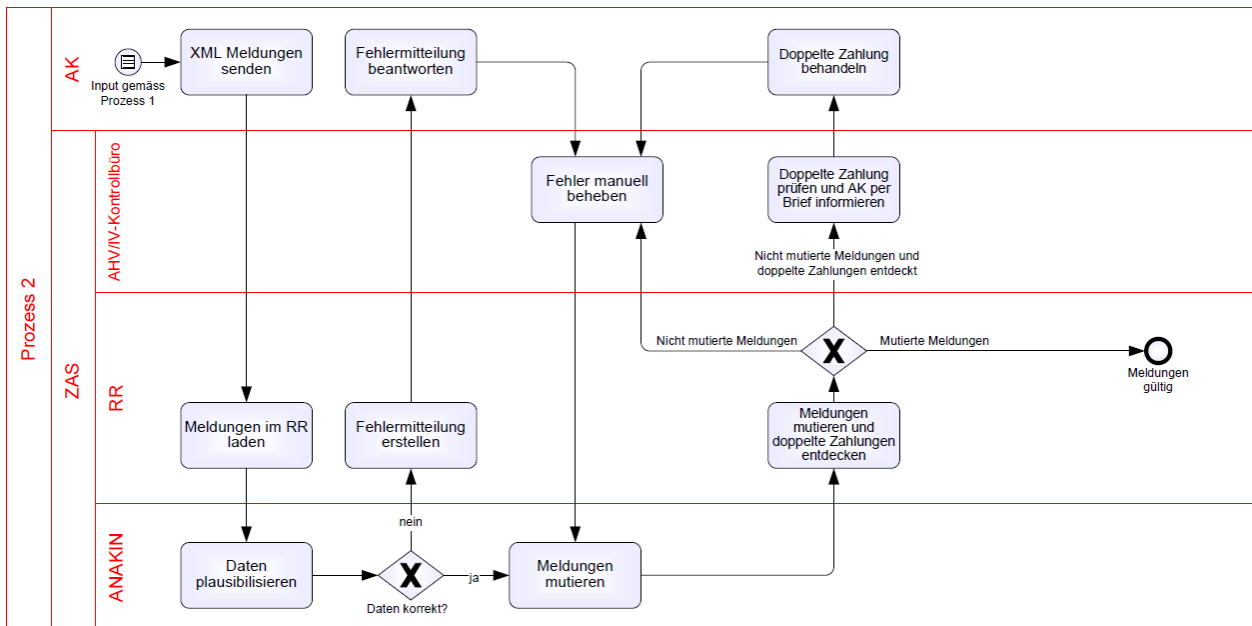 Prozess 2
AK
Input gemäss
Prozess 1
XML Meldungen
senden
Fehlermitteilung
beantworten
Doppelte Zahlung
behandeln
ZAS
AHV/IV-Kontrollbüro
Fehler manuell
beheben
Doppelte Zahlung
prüfen und AK per
Brief informieren
Nicht mutierte Meldungen und
doppelte Zahlungen entdeckt
RR
Nicht mutierte Meldungen
X
Mutierte Meldungen
Meldungen
gültig
Meldungen im RR
laden
Fehlermitteilung
erstellen
Meldungen
mutieren und
doppelte Zahlungen
entdecken
ANAKIN
nein
Daten
plausibilisieren
X
Daten korrekt?
ja
Meldungen
mutieren